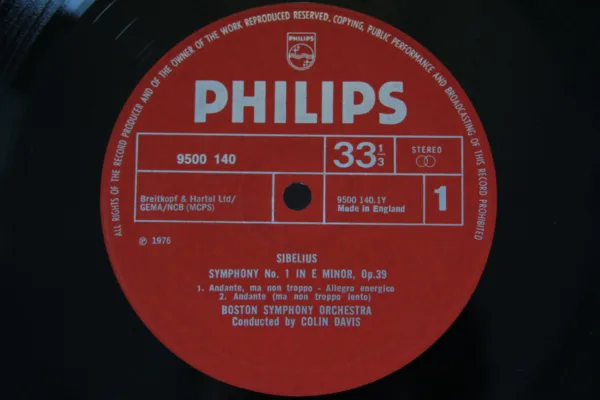 ALL RIGHTS OF THE RECORD PRODUCER AND OF THE OWNER OF THE WORK REPRODUCED RESERVED. COPYING, PUBLIC PERFORMANCE AND BROADCASTING OF THIS RECORD PROHIBITED
PHILIPS
PHILIPS
9500 140
33 1/3
STEREO
Breitkopf & Hartel Ltd/
GEMA/NCB (MCPS)
9500 140.1Y
Made in England
1
℗ 1976
SIBELIUS
SYMPHONY No. 1 IN E MINOR, Op.39
1. Andante, ma non troppo - Allegro energico
2. Andante (ma non troppo lento)
BOSTON SYMPHONY ORCHESTRA
Conducted by COLIN DAVIS